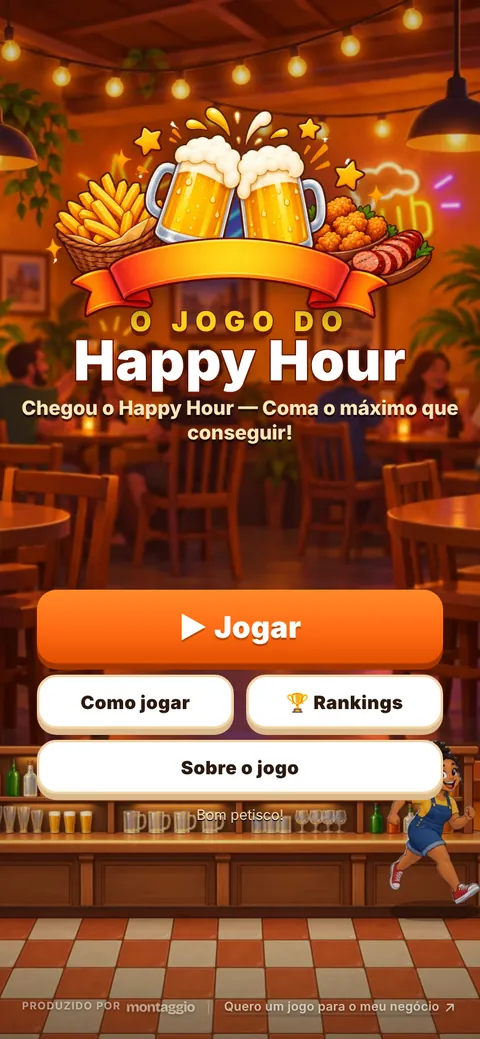 O JOGO DO
Happy Hour
Chegou o Happy Hour — Coma o máximo que
conseguir!
▶ Jogar
Como jogar
🏆 Rankings
Sobre o jogo
Bom petisco!
PRODUZIDO POR montaggio | Quero um jogo para o meu negócio ↗